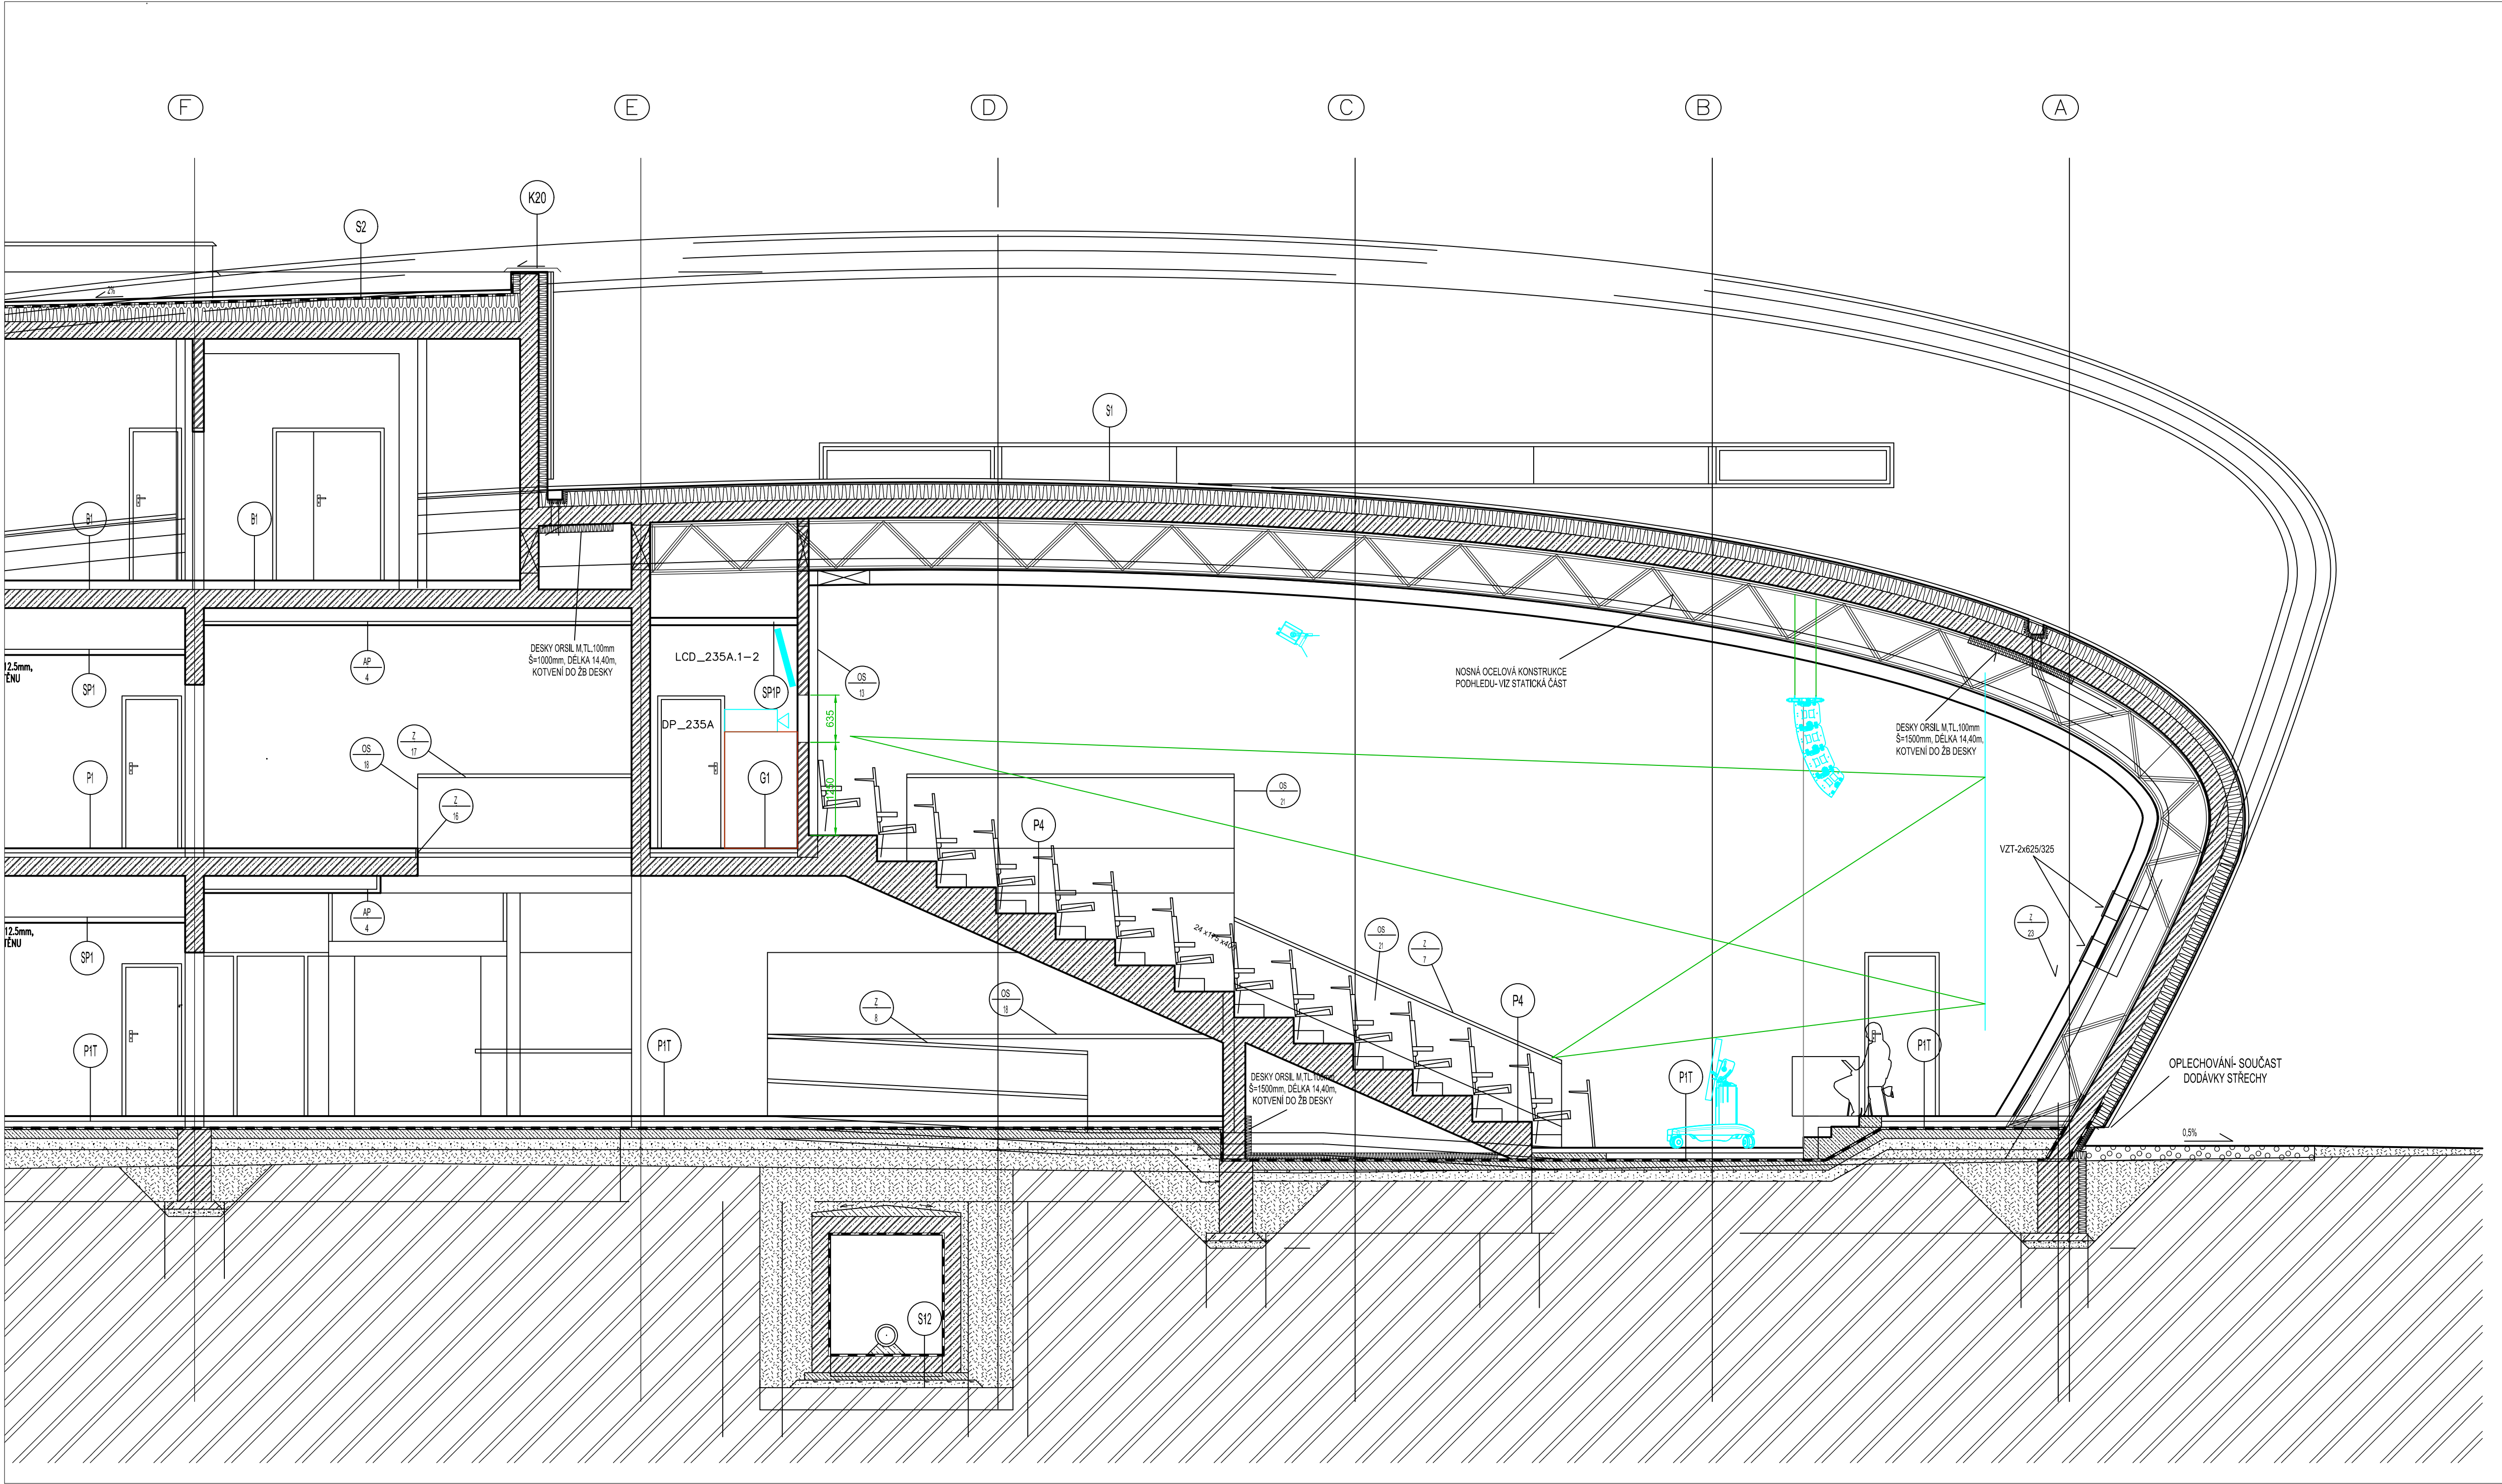 F
E
D
C
B
A
K20
S2
2%
S1
B1
B1
DESKY ORSIL M,TL.100mm
Š=1000mm, DÉLKA 14,40m,
KOTVENÍ DO ŽB DESKY
LCD_235A.1-2
SP1P
OS
13
AP
4
12.5mm,
SP1
NOSNÁ OCELOVÁ KONSTRUKCE
PODHLEDU- VIZ STATICKÁ ČÁST
DESKY ORSIL M,TL.100mm
Š=1500mm, DÉLKA 14,40m,
KOTVENÍ DO ŽB DESKY
DP_235A
635
OS
18
Z
17
P1
G1
1250
Z
16
OS
21
P4
VZT-2x625/325
AP
4
12.5mm,
SP1
Z
23
OS
21
Z
7
P4
Z
8
OS
18
P1T
P1T
P1T
P1T
DESKY ORSIL M,TL.100mm
Š=1500mm, DÉLKA 14,40m,
KOTVENÍ DO ŽB DESKY
OPLECHOVÁNÍ- SOUČAST
DODÁVKY STŘECHY
0,5%
S12